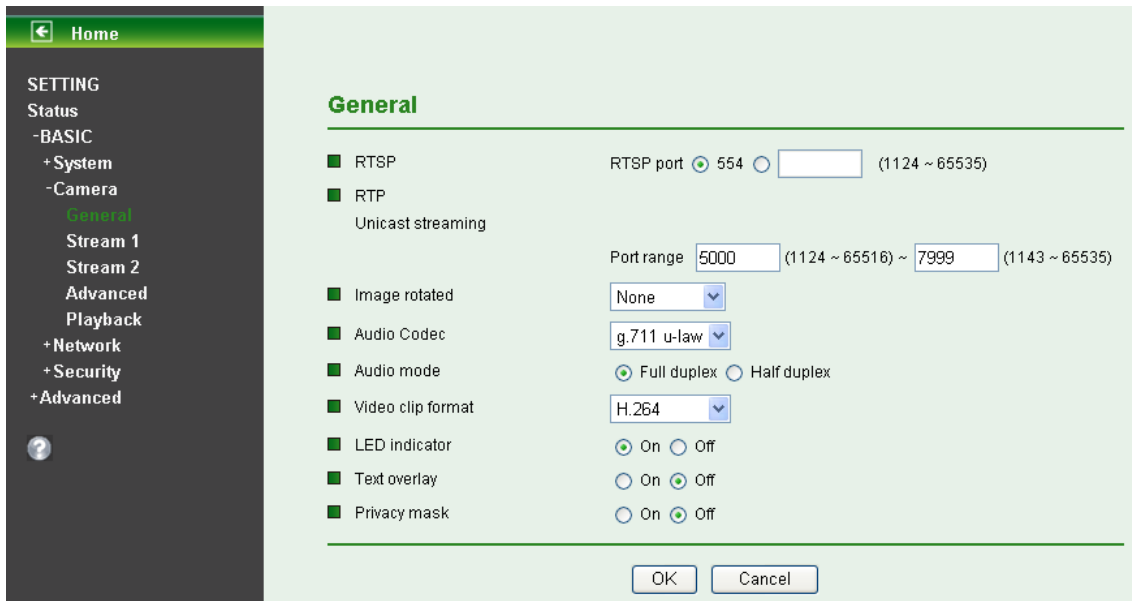 Home
SETTING
Status
-BASIC
+System
-Camera
General
Stream 1
Stream 2
Advanced
Playback
+Network
+Security
+Advanced
?
General
RTSP RTSP port 554 (1124 ~ 65535)
RTP
Unicast streaming
Port range 5000 (1124 ~ 65516) ~ 7999 (1143 ~ 65535)
Image rotated None
Audio Codec g.711 u-law
Audio mode Full duplex Half duplex
Video clip format H.264
LED indicator On Off
Text overlay On Off
Privacy mask On Off
OK Cancel